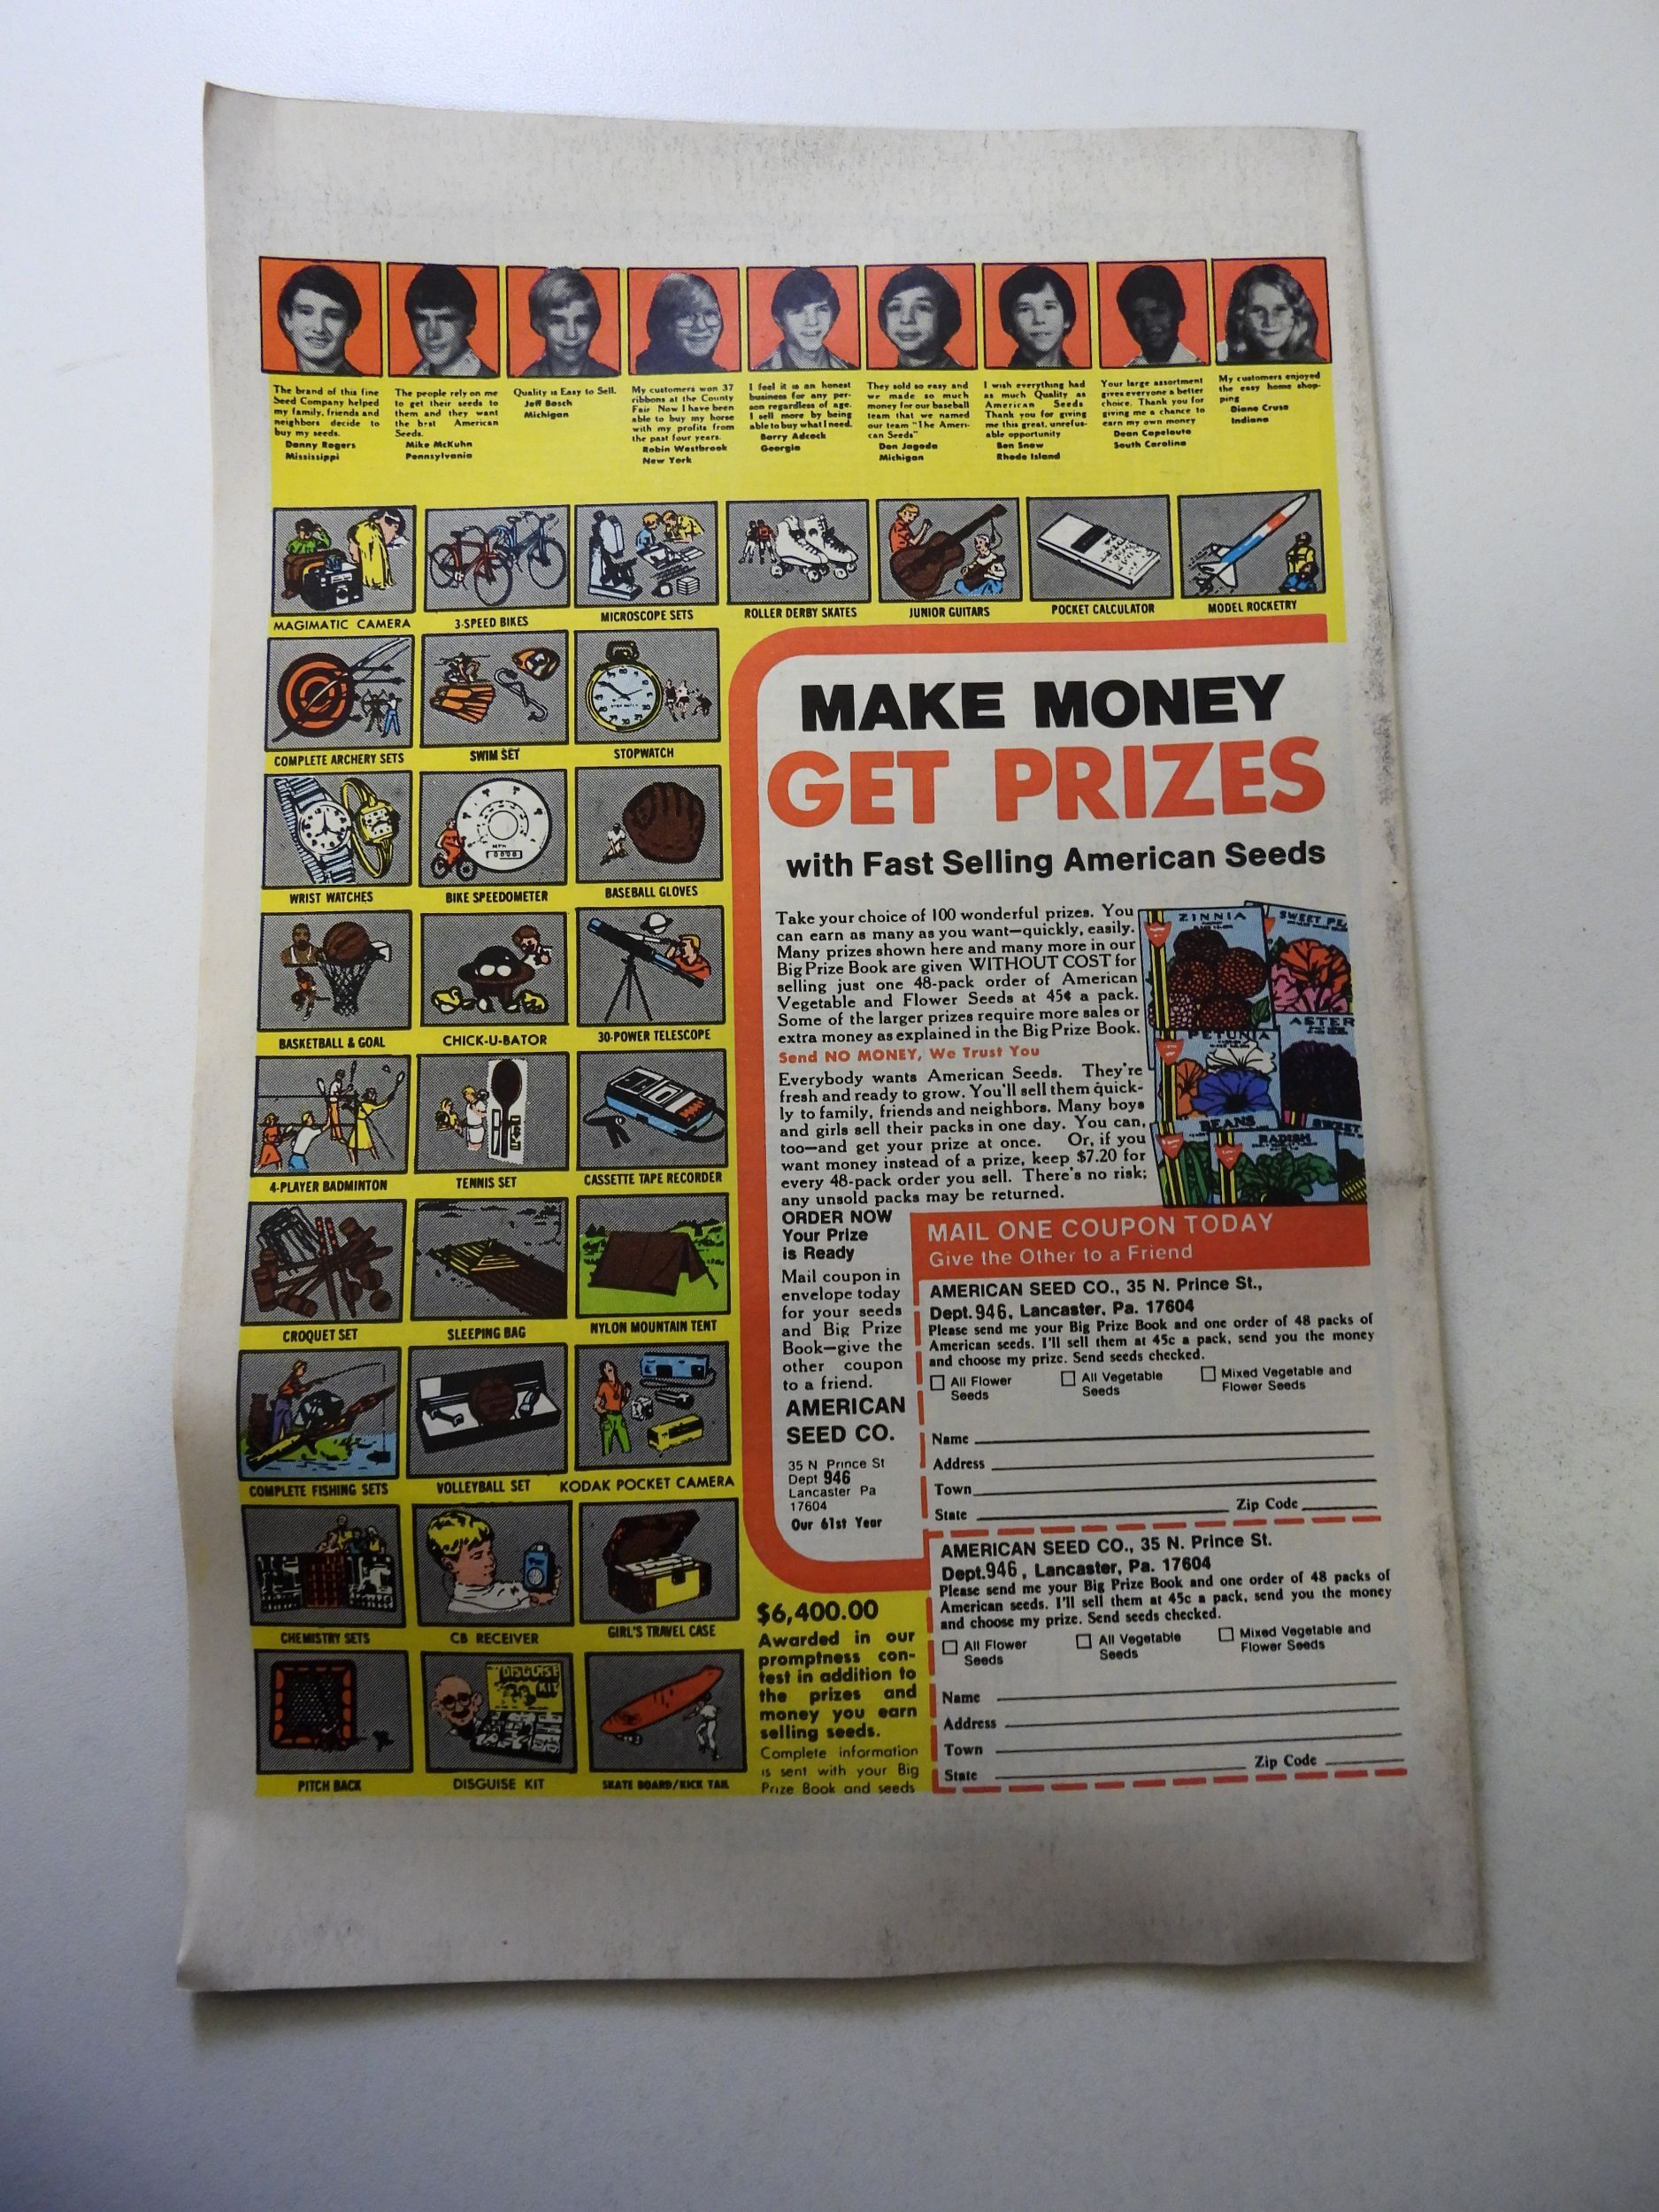 The brand of this fine
Seed Company helped
my family, friends and
neighbors decide to
buy my seeds.
Danny Rogers
Mississippi
The people rely on me
to get their seeds to
them and they want
the best American
Seeds.
Mike McKuhn
Pennsylvania
Quality is Easy to Sell.
Jeff Bosch
Michigan
My customers won 37
ribbons at the County
Fair Now I have been
able to buy my horse
with my profits from
the past four years.
Robin Westbrook
New York
I feel it is an honest
business for any per-
son regardless of age.
I sell more by being
able to buy what I need.
Barry Adcock
Georgia
They sold so easy and
we made so much
money for our baseball
team that we named
our team "The Ameri-
can Seeds"
Don Jagoda
Michigan
I wish everything had
as much Quality as
American Seeds
Thank you for giving
me this great, unrefus-
able opportunity
Ben Snow
Rhode Island
Your large assortment
gives everyone a better
choice. Thank you for
giving me a chance to
earn my own money
Dean Capelouto
South Carolina
My customers enjoyed
the easy home shop-
ping
Diane Cruse
Indiana
MAGIMATIC CAMERA
3-SPEED BIKES
MICROSCOPE SETS
ROLLER DERBY SKATES
JUNIOR GUITARS
POCKET CALCULATOR
MODEL ROCKETRY
COMPLETE ARCHERY SETS
SWIM SET
STOPWATCH
WRIST WATCHES
BIKE SPEEDOMETER
BASEBALL GLOVES
BASKETBALL & GOAL
CHICK-U-BATOR
30-POWER TELESCOPE
4-PLAYER BADMINTON
TENNIS SET
CASSETTE TAPE RECORDER
CROQUET SET
SLEEPING BAG
NYLON MOUNTAIN TENT
COMPLETE FISHING SETS
VOLLEYBALL SET
KODAK POCKET CAMERA
CHEMISTRY SETS
CB RECEIVER
GIRL'S TRAVEL CASE
DISGUISE
KIT
PITCH BACK
DISGUISE KIT
SKATE BOARD/KICK TAIL
MAKE MONEY
GET PRIZES
with Fast Selling American Seeds
Take your choice of 100 wonderful prizes. You
can earn as many as you want—quickly, easily.
Many prizes shown here and many more in our
Big Prize Book are given WITHOUT COST for
selling just one 48-pack order of American
Vegetable and Flower Seeds at 45¢ a pack.
Some of the larger prizes require more sales or
extra money as explained in the Big Prize Book.
Send NO MONEY, We Trust You
Everybody wants American Seeds. They're
fresh and ready to grow. You'll sell them quick-
ly to family, friends and neighbors. Many boys
and girls sell their packs in one day. You can,
too—and get your prize at once. Or, if you
want money instead of a prize, keep $7.20 for
every 48-pack order you sell. There's no risk;
any unsold packs may be returned.
ZINNIA
SWEET PE
PETUNIA
ASTER
BEANS
RADISH
SWEET
ORDER NOW
Your Prize
is Ready
Mail coupon in
envelope today
for your seeds
and Big Prize
Book—give the
other coupon
to a friend.
AMERICAN
SEED CO.
35 N Prince St
Dept 946
Lancaster Pa
17604
Our 61st Year
MAIL ONE COUPON TODAY
Give the Other to a Friend
AMERICAN SEED CO., 35 N. Prince St.,
Dept. 946, Lancaster, Pa. 17604
Please send me your Big Prize Book and one order of 48 packs of
American seeds. I'll sell them at 45c a pack, send you the money
and choose my prize. Send seeds checked.
All Flower
Seeds
All Vegetable
Seeds
Mixed Vegetable and
Flower Seeds
Name
Address
Town
State Zip Code
AMERICAN SEED CO., 35 N. Prince St.
Dept. 946, Lancaster, Pa. 17604
Please send me your Big Prize Book and one order of 48 packs of
American seeds. I'll sell them at 45c a pack, send you the money
and choose my prize. Send seeds checked.
All Flower
Seeds
All Vegetable
Seeds
Mixed Vegetable and
Flower Seeds
Name
Address
Town
State Zip Code
$6,400.00
Awarded in our
promptness con-
test in addition to
the prizes and
money you earn
selling seeds.
Complete information
is sent with your Big
Prize Book and seeds